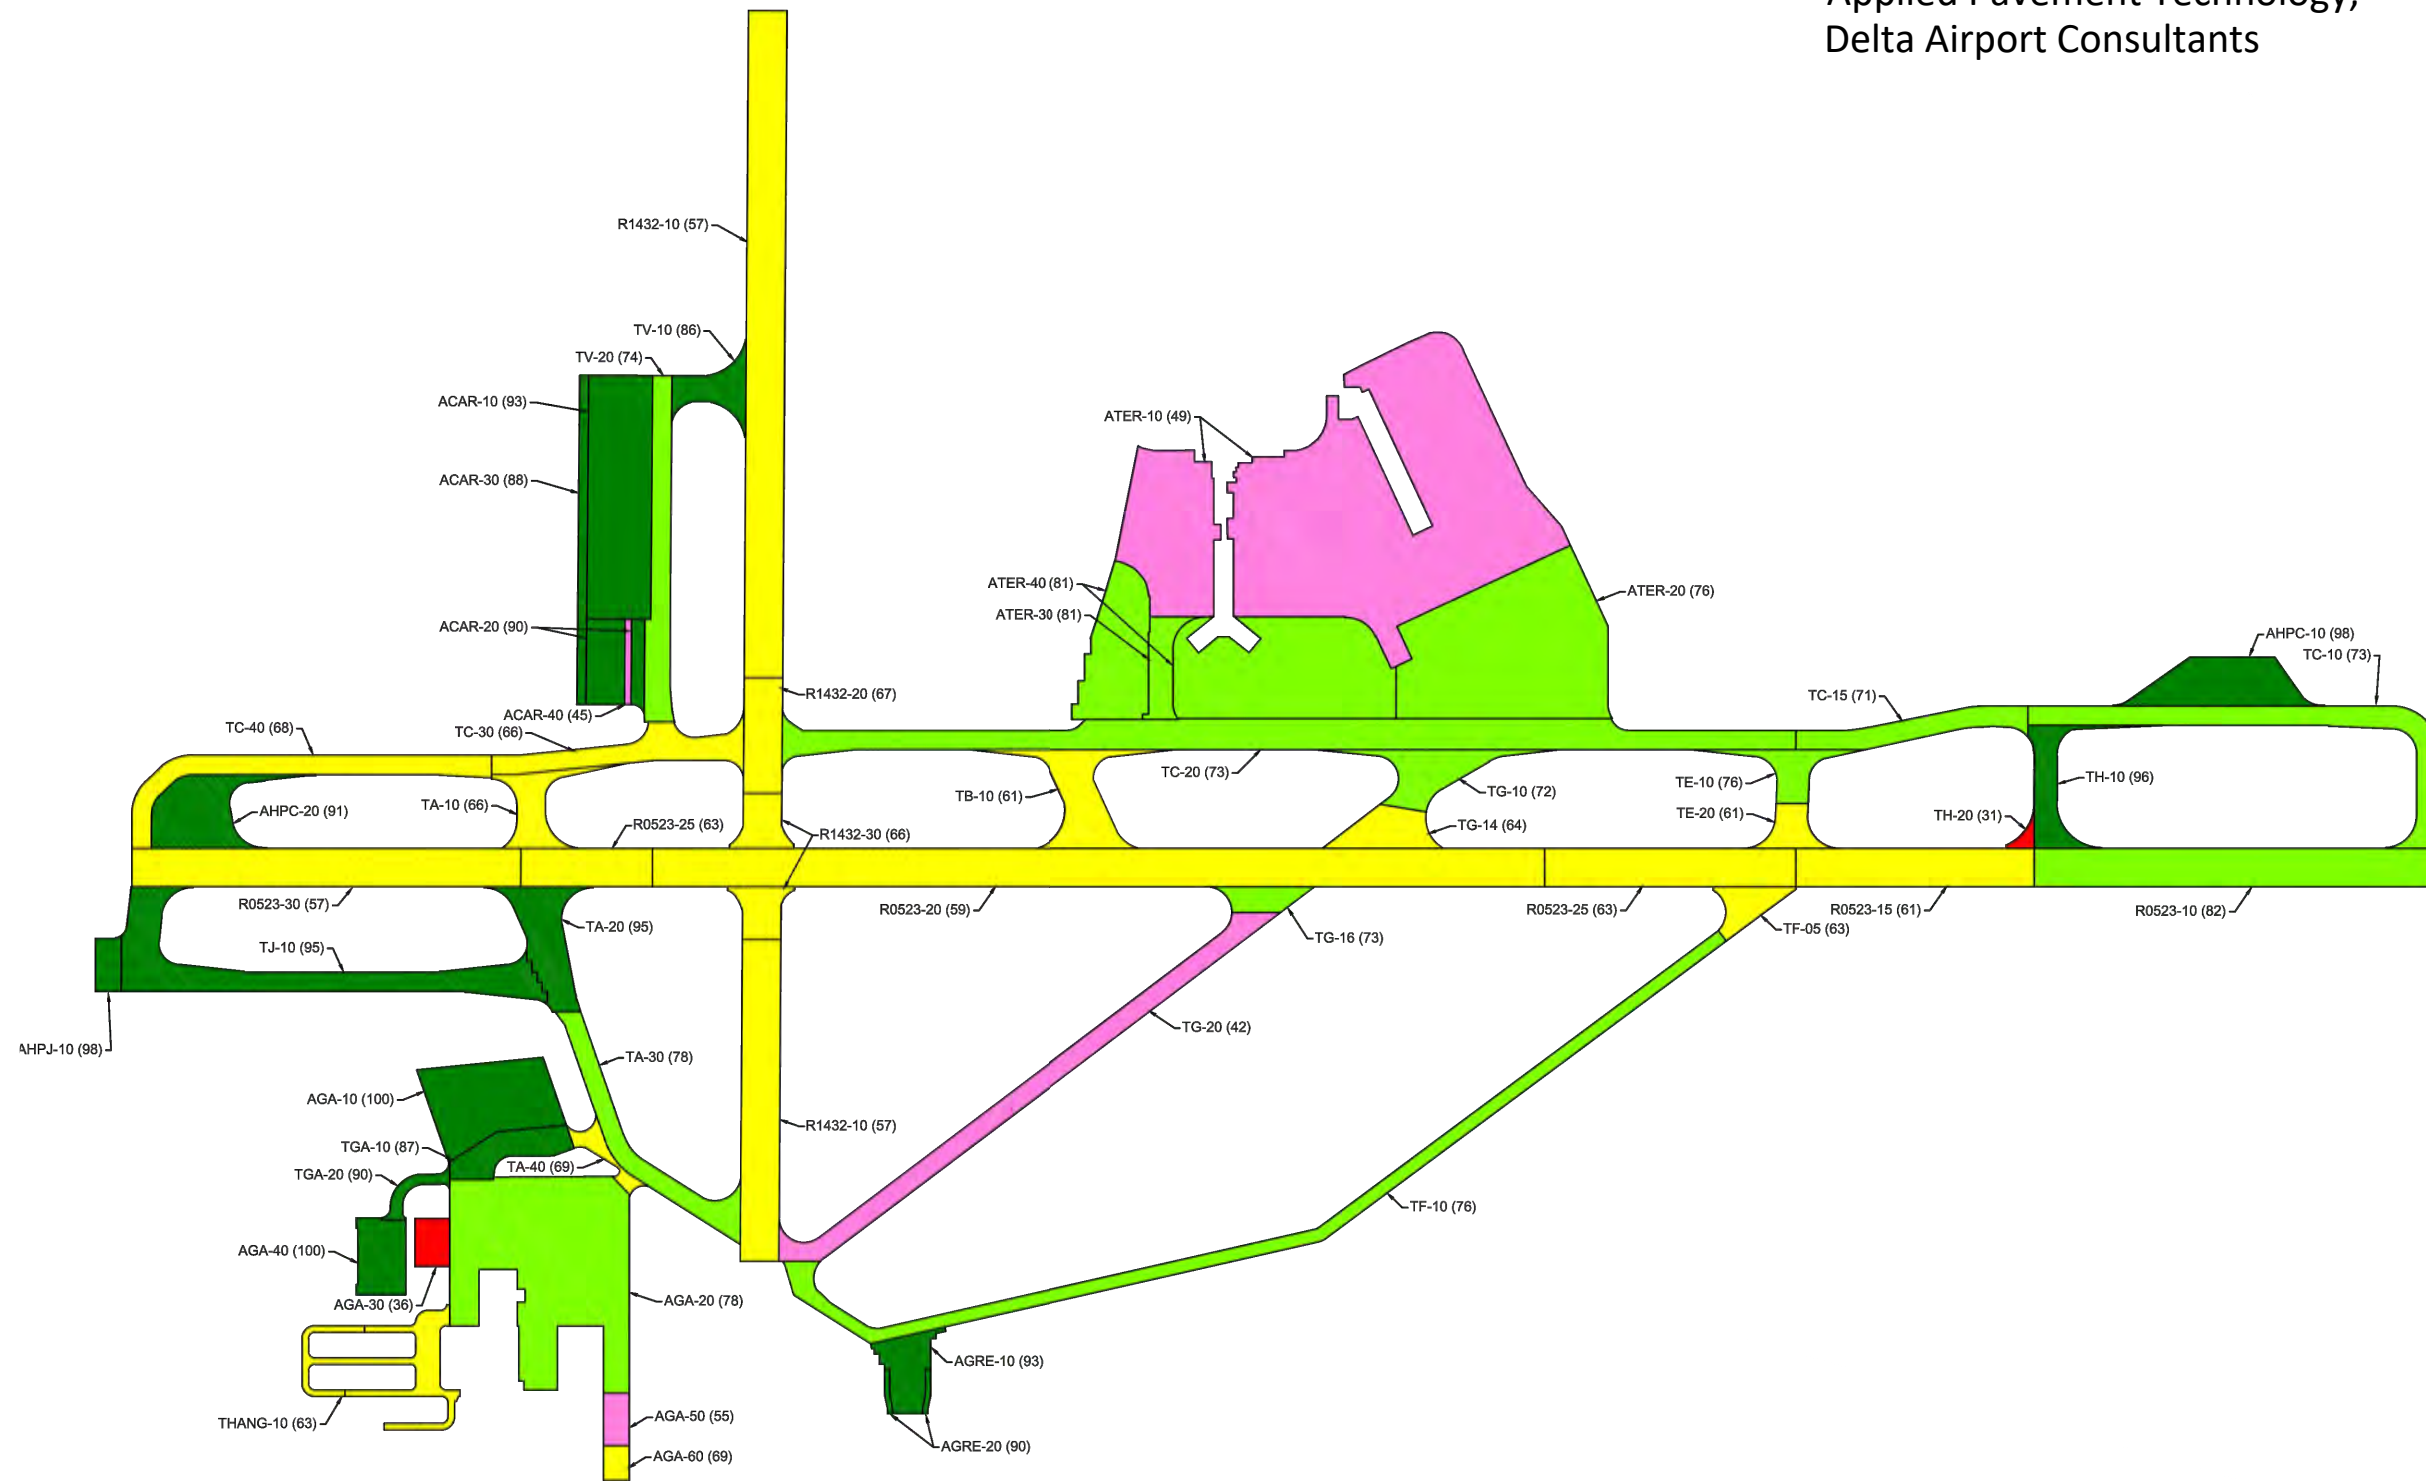 Applied Pavement Technology,
Delta Airport Consultants
R1432-10 (57)
TV-10 (86)
TV-20 (74)
ACAR-10 (93)
ATER-10 (49)
ACAR-30 (88)
ATER-40 (81)
ATER-20 (76)
ATER-30 (81)
ACAR-20 (90)
AHPC-10 (98)
TC-10 (73)
R1432-20 (67)
TC-15 (71)
ACAR-40 (45)
TC-40 (68)
TC-30 (66)
TC-20 (73)
TH-10 (96)
TE-10 (76)
TG-10 (72)
TB-10 (61)
TA-10 (66)
AHPC-20 (91)
TE-20 (61)
TH-20 (31)
R0523-25 (63)
TG-14 (64)
R1432-30 (66)
R0523-30 (57)
R0523-20 (59)
R0523-25 (63)
R0523-15 (61)
R0523-10 (82)
TA-20 (95)
TF-05 (63)
TG-16 (73)
TJ-10 (95)
TG-20 (42)
AHPJ-10 (98)
TA-30 (78)
AGA-10 (100)
R1432-10 (57)
TGA-10 (87)
TA-40 (69)
TGA-20 (90)
TF-10 (76)
AGA-40 (100)
AGA-20 (78)
AGA-30 (36)
AGRE-10 (93)
AGA-50 (55)
THANG-10 (63)
AGRE-20 (90)
AGA-60 (69)